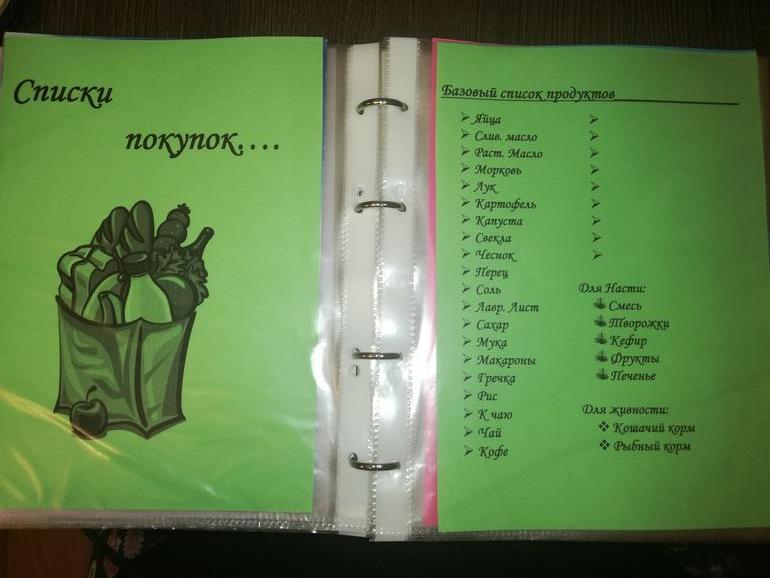 Списки
покупок....
Базовый список продуктов
Яйца
Слив. масло
Раст. Масло
Морковь
Лук
Картофель
Капуста
Свекла
Чеснок
Перец
Соль
Лавр. Лист
Сахар
Мука
Макароны
Гречка
Рис
К чаю
Чай
Кофе
Для Насти:
Смесь
Творожки
Кефир
Фрукты
Печенье
Для живности:
Кошачий корм
Рыбный корм